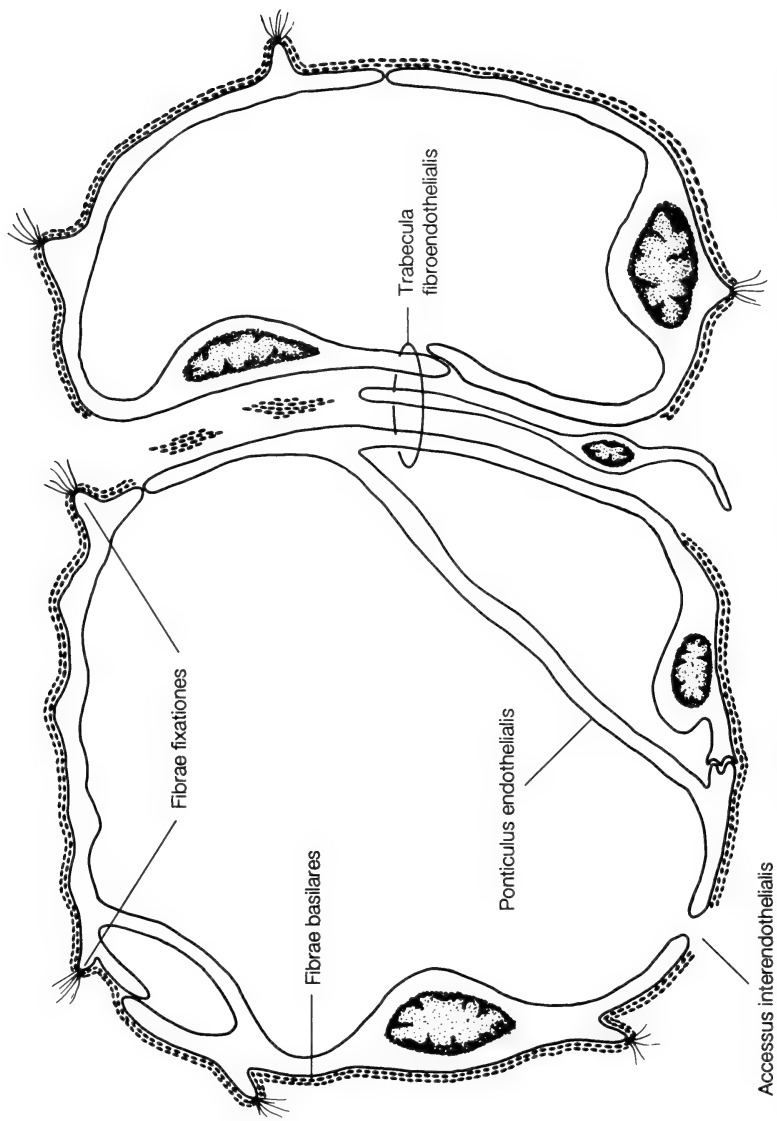 Fibrae fixationes
Fibrae basilares
Trabecula
fibroendothelialis
Ponticulus endothelialis
Accessus interendothelialis